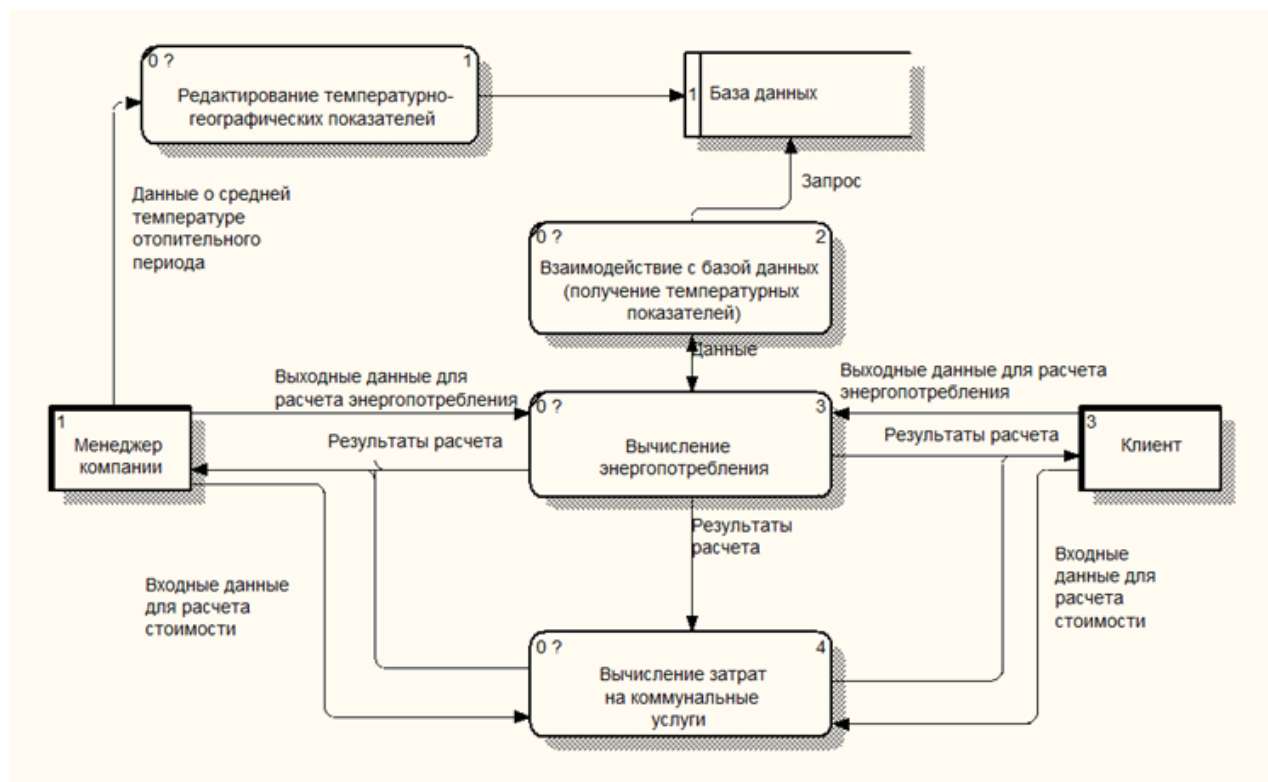 0 ?
1
Редактирование температурно-
географических показателей
1
База данных
Запрос
Данные о средней
температуре
отопительного
периода
0 ?
2
Взаимодействие с базой данных
(получение температурных
показателей)
Данные
Выходные данные для
расчета энергопотребления
Выходные данные для расчета
энергопотребления
1
Менеджер
компании
Результаты расчета
0 ?
3
Вычисление
энергопотребления
Результаты расчета
3
Клиент
Результаты
расчета
Входные данные
для расчета
стоимости
Входные
данные для
расчета
стоимости
0 ?
4
Вычисление затрат
на коммунальные
услуги